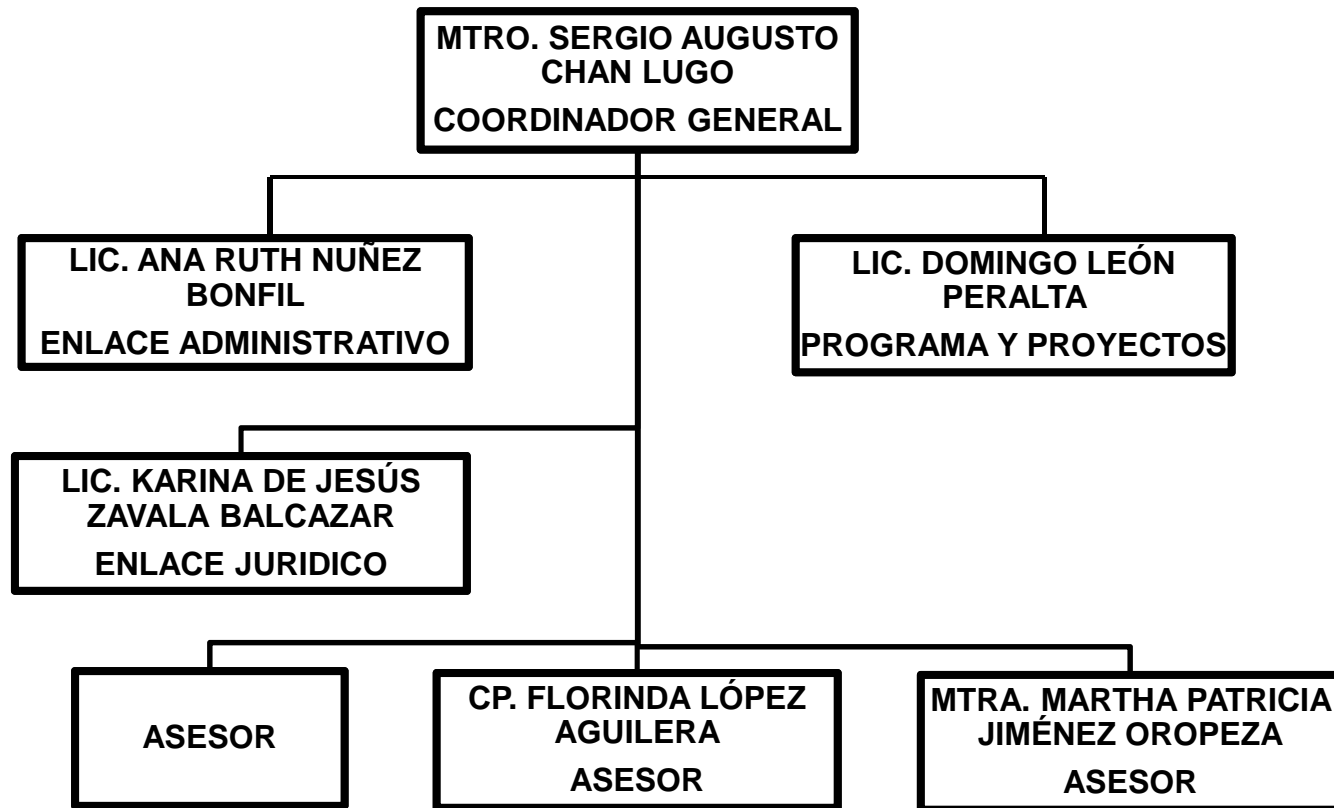 MTRO. SERGIO AUGUSTO
CHAN LUGO
COORDINADOR GENERAL
LIC. ANA RUTH NUÑEZ
BONFIL
ENLACE ADMINISTRATIVO
LIC. DOMINGO LEÓN
PERALTA
PROGRAMA Y PROYECTOS
LIC. KARINA DE JESÚS
ZAVALA BALCAZAR
ENLACE JURIDICO
ASESOR
CP. FLORINDA LÓPEZ
AGUILERA
ASESOR
MTRA. MARTHA PATRICIA
JIMÉNEZ OROPEZA
ASESOR